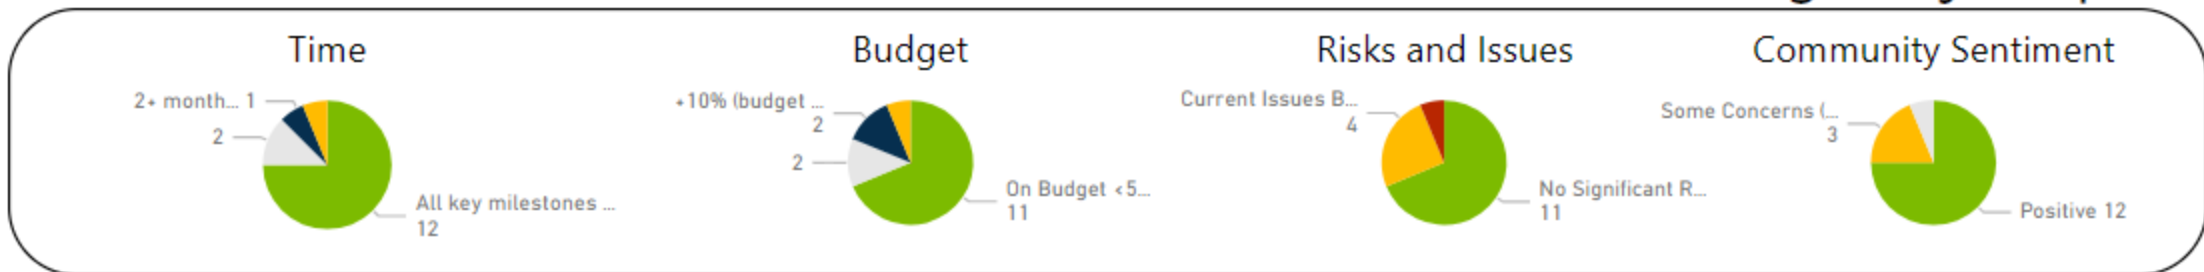 Time
2+ month... 1
2
All key milestones ...
12
Budget
+10% (budget ...
2
2
On Budget <5...
11
Risks and Issues
Current Issues B...
4
No Significant R...
11
Community Sentiment
Some Concerns (...
3
Positive 12